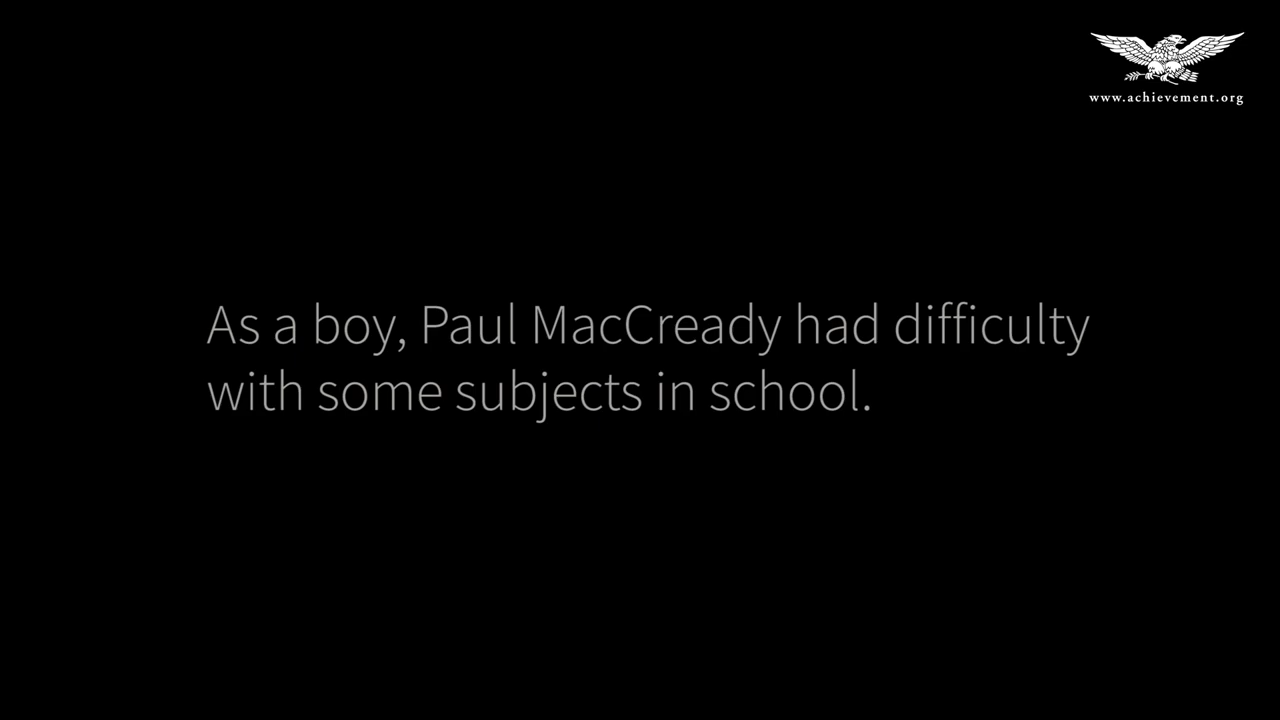 www.achievement.org
As a boy, Paul MacCready had difficulty
with some subjects in school.